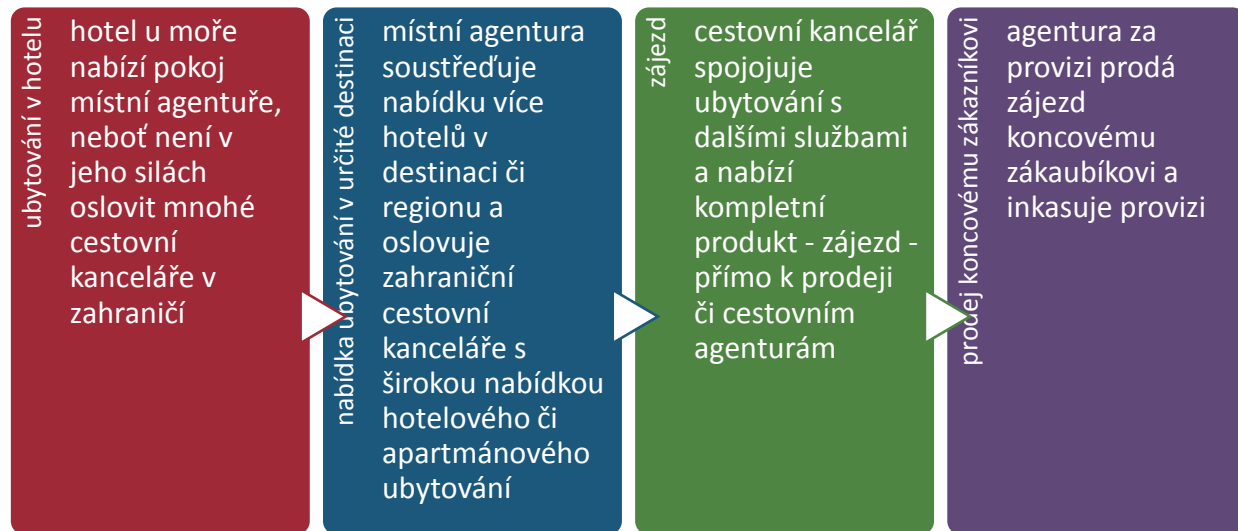 ubytování v hotelu
hotel u moře
nabízí pokoj
místní agentuře,
neboť není v
jeho silách
oslovit mnohé
cestovní
kanceláře v
zahraničí
nabídka ubytování v určité destinaci
místní agentura
soustřeďuje
nabídku více
hotelů v
destinaci či
regionu a
oslovuje
zahraniční
cestovní
kanceláře s
širokou nabídkou
hotelového či
apartmánového
ubytování
zájezd
cestovní kancelář
spojojuje
ubytování s
dalšími službami
a nabízí
kompletní
produkt - zájezd -
přímo k prodeji
či cestovním
agenturám
prodej koncovému zákazníkovi
agentura za
provizi prodá
zájezd
koncovému
zákaubíkovi a
inkasuje provizi